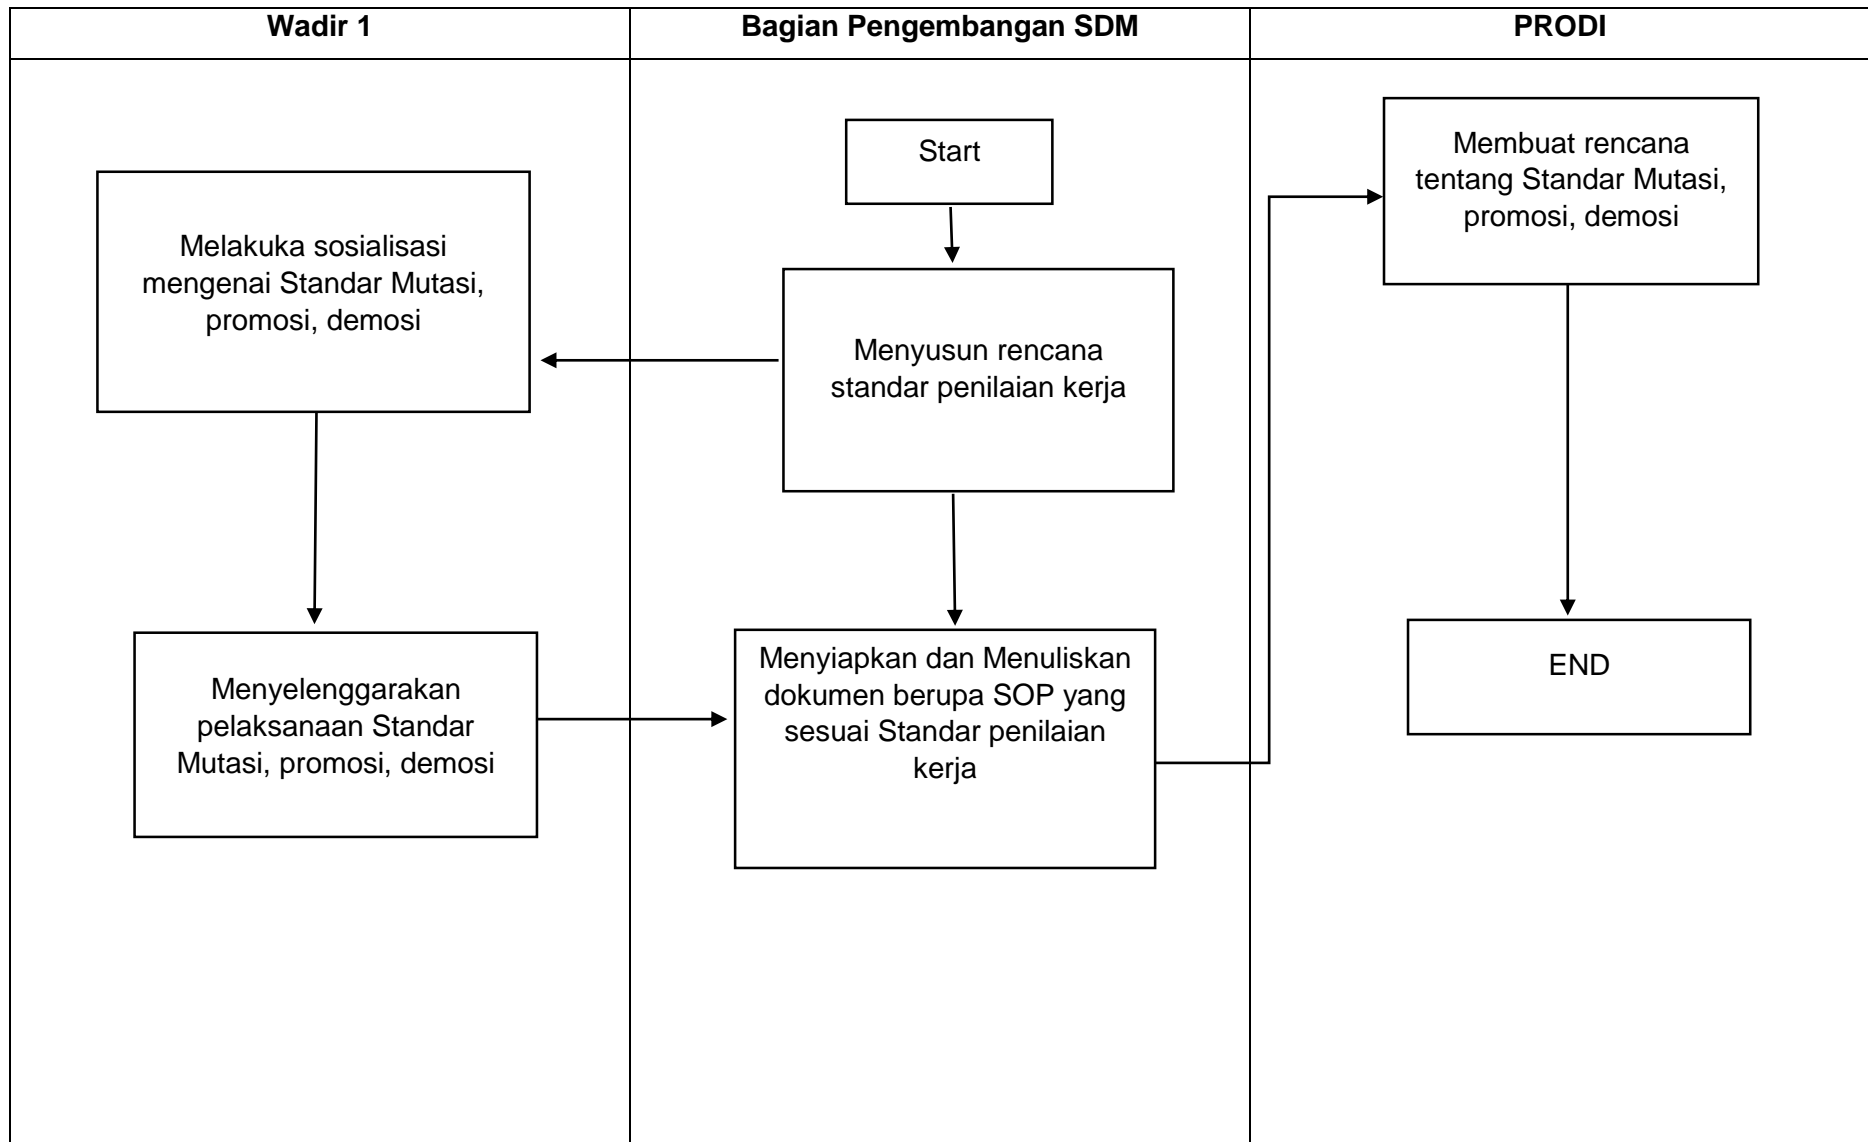 Wadir 1
Bagian Pengembangan SDM
PRODI
Melakuka sosialisasi
mengenai Standar Mutasi,
promosi, demosi
Menyelenggarakan
pelaksanaan Standar
Mutasi, promosi, demosi
Start
Menyusun rencana
standar penilaian kerja
Menyiapkan dan Menuliskan
dokumen berupa SOP yang
sesuai Standar penilaian
kerja
Membuat rencana
tentang Standar Mutasi,
promosi, demosi
END